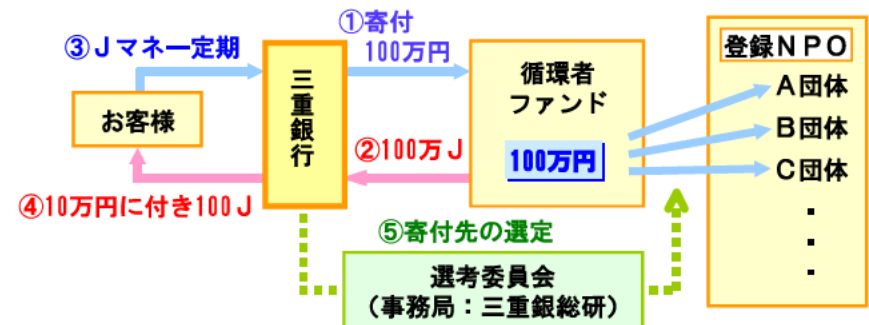 ①寄付
100万円
③Jマネー定期
三重銀行
お客様
循環者
ファンド
100万円
②100万J
④10万円に付き100J
登録NPO
A団体
B団体
C団体
・
・
・
⑤寄付先の選定
選考委員会
(事務局:三重銀総研)